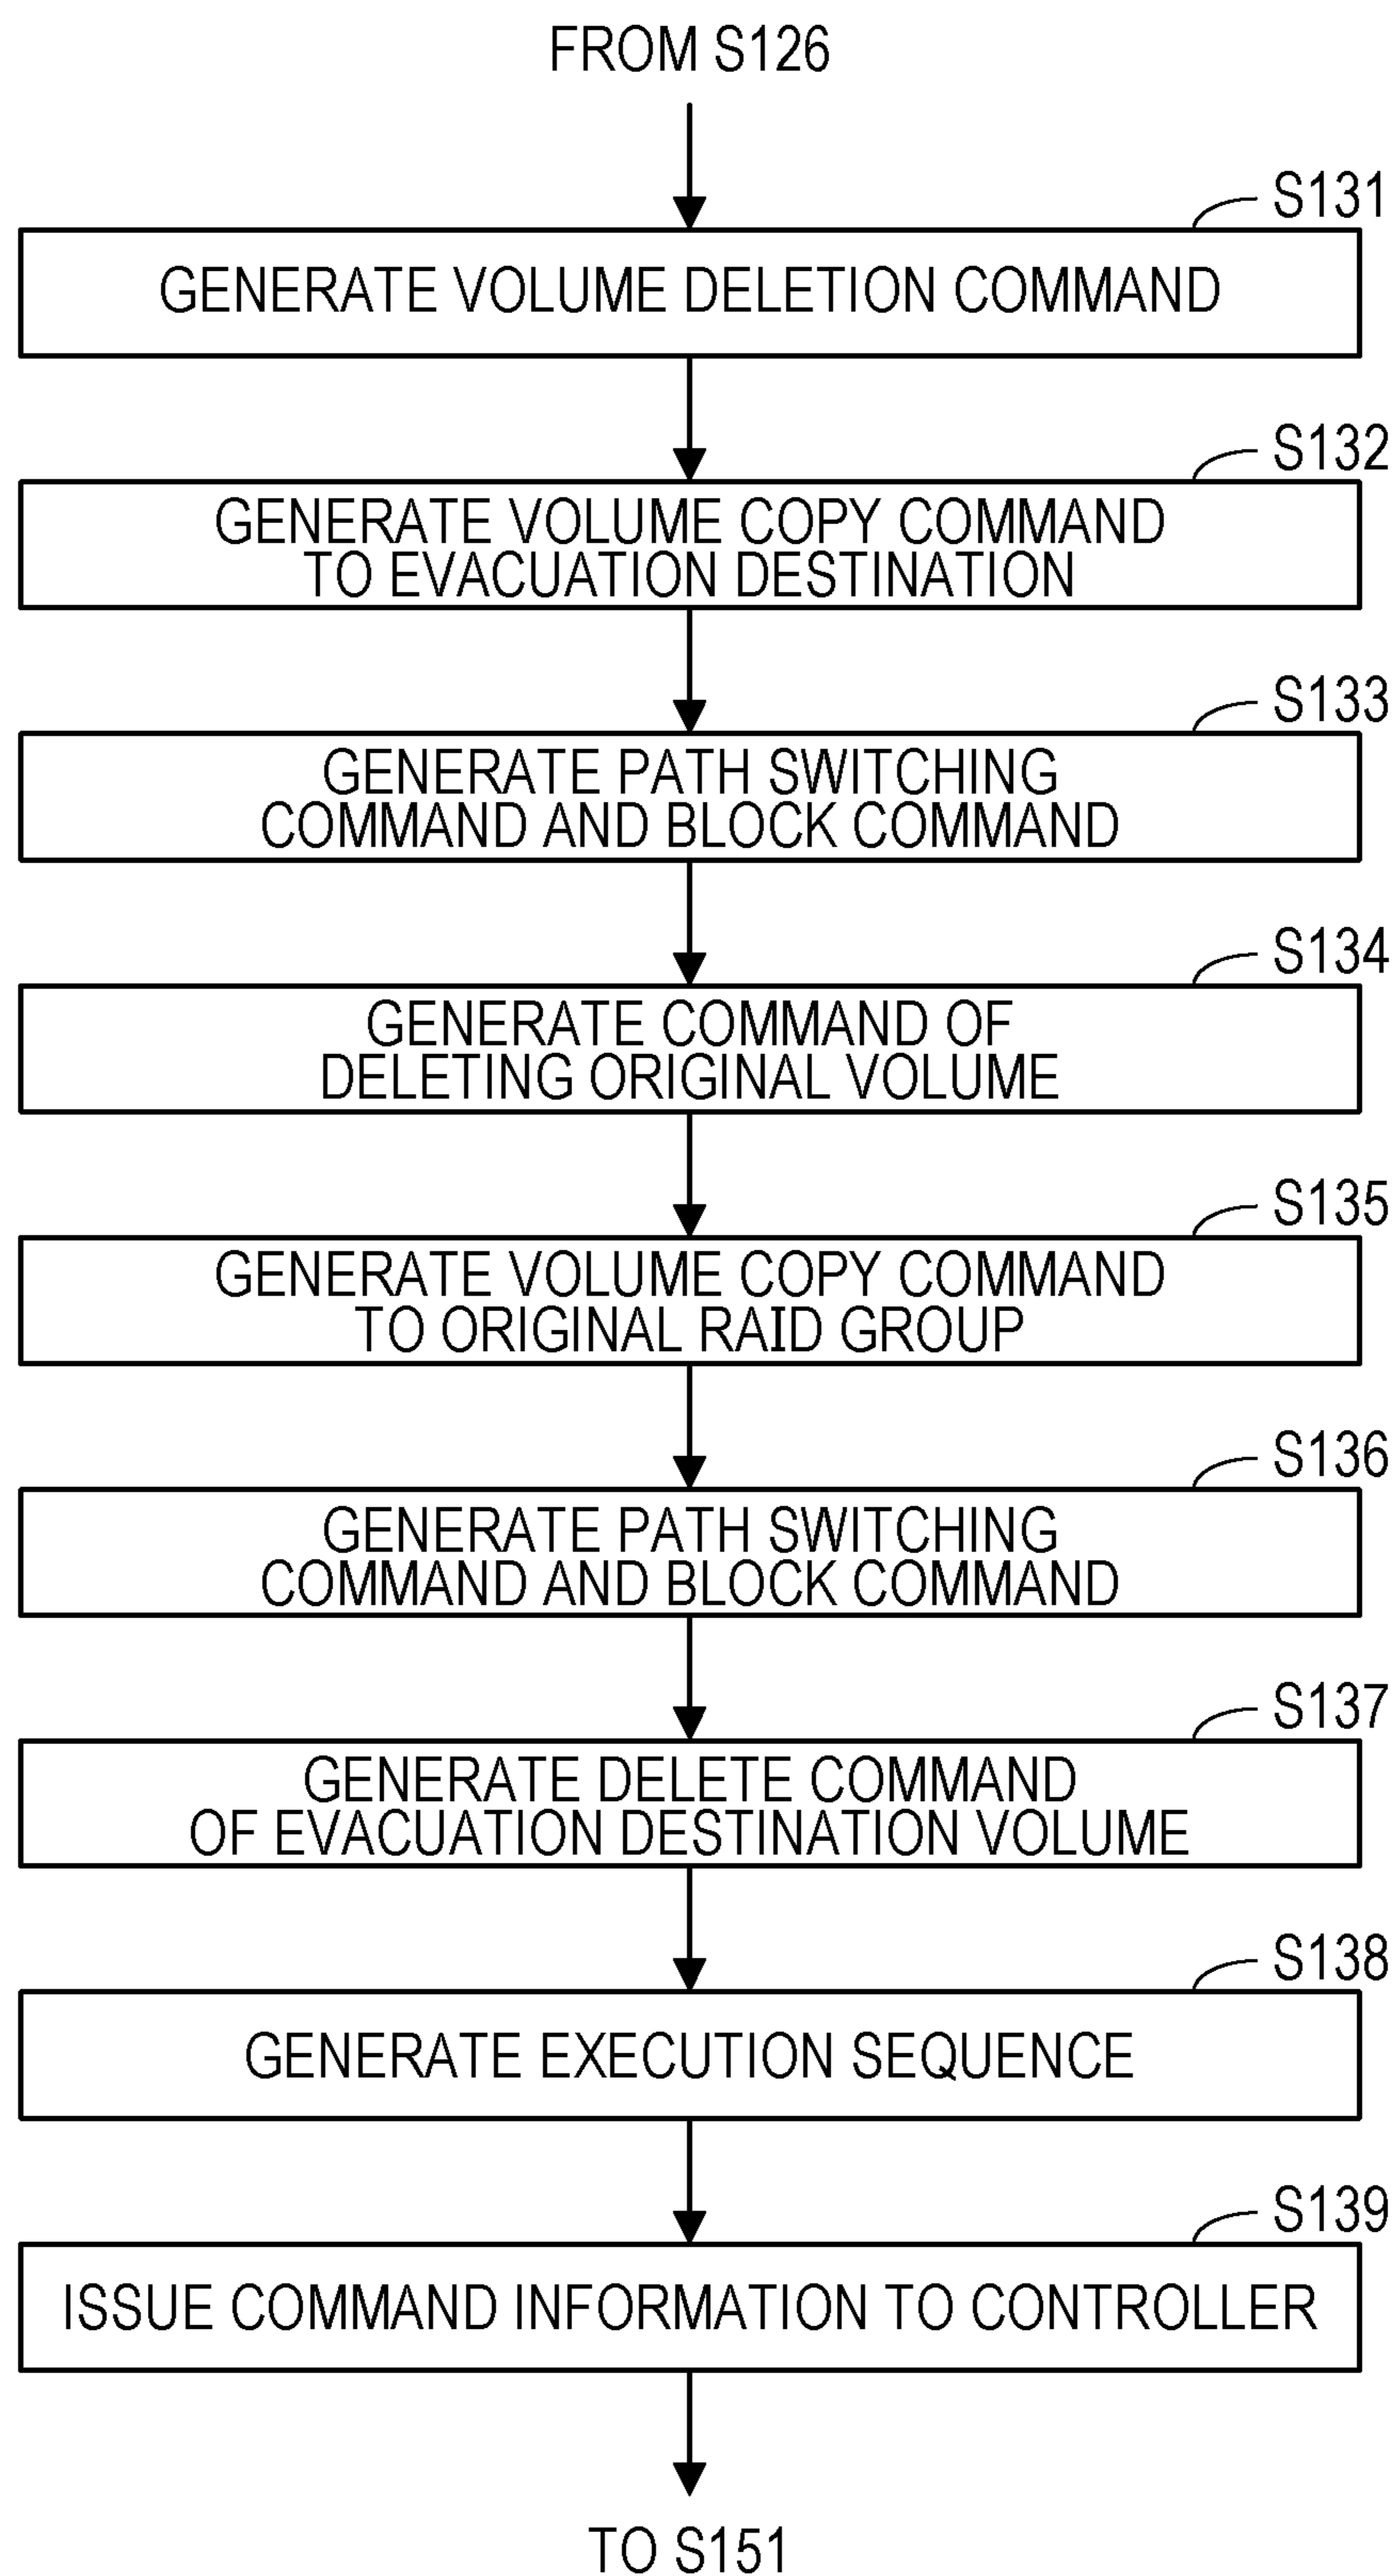 FROM S126
S131
GENERATE VOLUME DELETION COMMAND
S132
GENERATE VOLUME COPY COMMAND
TO EVACUATION DESTINATION
S133
GENERATE PATH SWITCHING
COMMAND AND BLOCK COMMAND
S134
GENERATE COMMAND OF
DELETING ORIGINAL VOLUME
S135
GENERATE VOLUME COPY COMMAND
TO ORIGINAL RAID GROUP
S136
GENERATE PATH SWITCHING
COMMAND AND BLOCK COMMAND
S137
GENERATE DELETE COMMAND
OF EVACUATION DESTINATION VOLUME
S138
GENERATE EXECUTION SEQUENCE
S139
ISSUE COMMAND INFORMATION TO CONTROLLER
TO S151